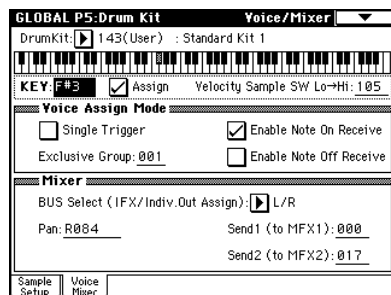 GLOBAL P5:Drum Kit Voice/Mixer
DrumKit: 143(User) : Standard Kit 1
KEY: F#3 Assign Velocity Sample SW Lo→Hi: 105
Voice Assign Mode
Single Trigger Enable Note On Receive
Exclusive Group: 001 Enable Note Off Receive
Mixer
BUS Select (IFX/Indiv.Out Assign): L/R
Pan: R084 Send1 (to MFX1): 000
Send2 (to MFX2): 017
Sample Setup Voice Mixer